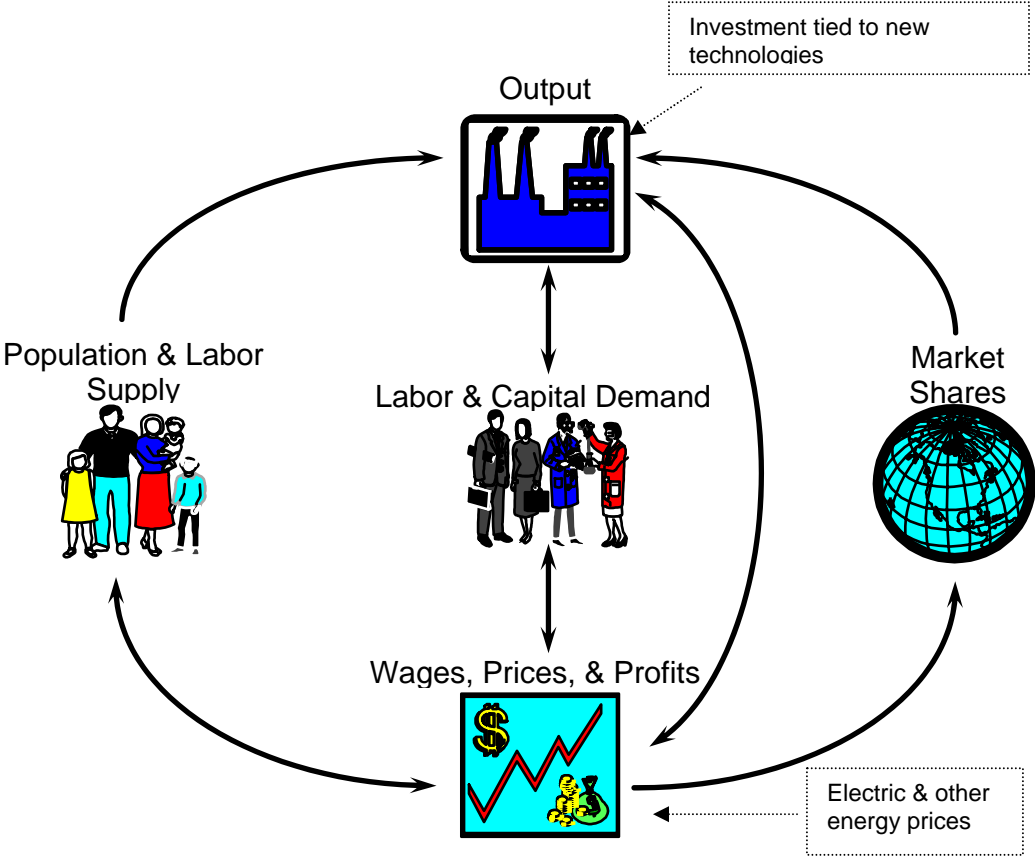 Investment tied to new
technologies
Output
Population & Labor
Supply
Labor & Capital Demand
Market
Shares
Wages, Prices, & Profits
$
Electric & other
energy prices